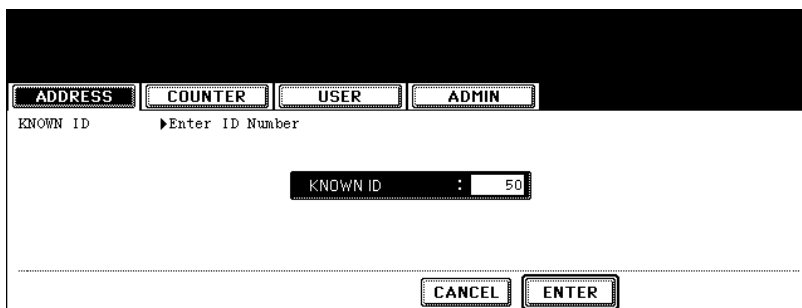 ADDRESS COUNTER USER ADMIN
KNOWN ID ▶Enter ID Number
KNOWN ID : 50
CANCEL ENTER